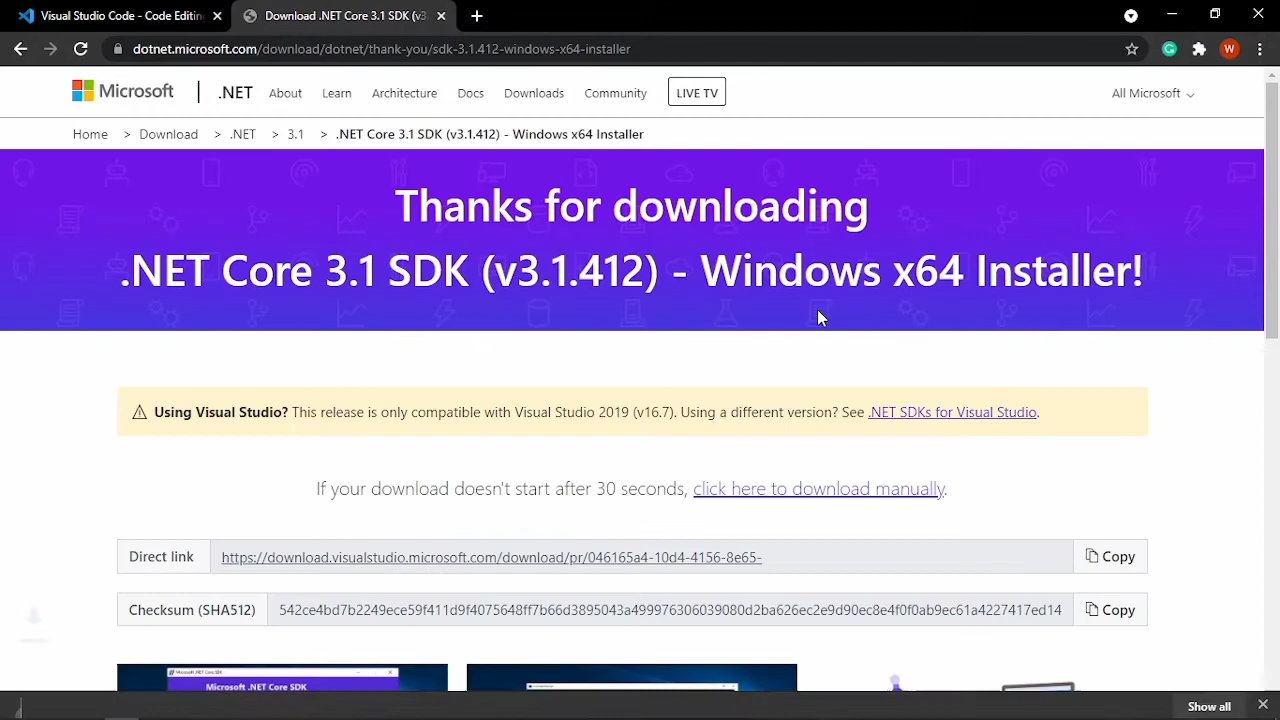 Visual Studio Code - Code Editing
Download .NET Core 3.1 SDK (v3.
dotnet.microsoft.com/download/dotnet/thank-you/sdk-3.1.412-windows-x64-installer
W
Microsoft
.NET
About
Learn
Architecture
Docs
Downloads
Community
LIVE TV
All Microsoft
Home > Download > .NET > 3.1 > .NET Core 3.1 SDK (v3.1.412) - Windows x64 Installer
Thanks for downloading
.NET Core 3.1 SDK (v3.1.412) - Windows x64 Installer!
Using Visual Studio? This release is only compatible with Visual Studio 2019 (v16.7). Using a different version? See .NET SDKs for Visual Studio.
If your download doesn't start after 30 seconds, click here to download manually.
Direct link
https://download.visualstudio.microsoft.com/download/pr/046165a4-10d4-4156-8e65-
Copy
Checksum (SHA512)
542ce4bd7b2249ece59f411d9f4075648ff7b66d3895043a499976306039080d2ba626ec2e9d90ec8e4f0f0ab9ec61a4227417ed14
Copy
Microsoft .NET Core SDK
Show all